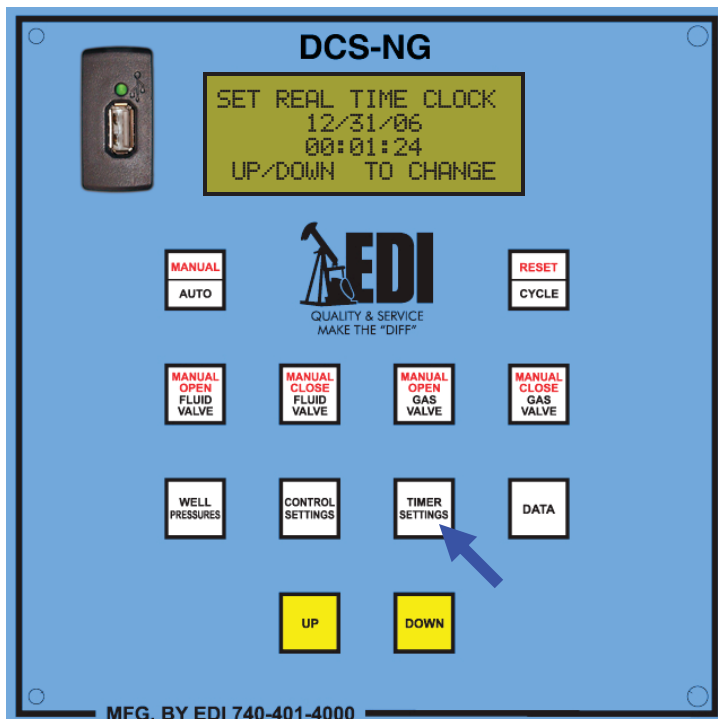 DCS-NG
SET REAL TIME CLOCK
12/31/06
00:01:24
UP/DOWN TO CHANGE
EDI
QUALITY & SERVICE
MAKE THE "DIFF"
MANUAL
AUTO
RESET
CYCLE
MANUAL
OPEN
FLUID
VALVE
MANUAL
CLOSE
FLUID
VALVE
MANUAL
OPEN
GAS
VALVE
MANUAL
CLOSE
GAS
VALVE
WELL
PRESSURES
CONTROL
SETTINGS
TIMER
SETTINGS
DATA
UP
DOWN
MFG. BY EDI 740-401-4000